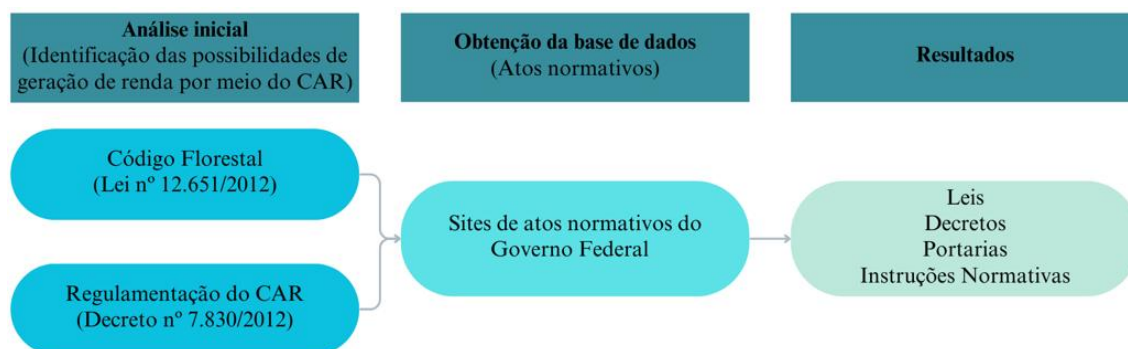 Análise inicial
(Identificação das possibilidades de
geração de renda por meio do CAR)
Obtenção da base de dados
(Atos normativos)
Resultados
Código Florestal
(Lei nº 12.651/2012)
Regulamentação do CAR
(Decreto nº 7.830/2012)
Sites de atos normativos do
Governo Federal
Leis
Decretos
Portarias
Instruções Normativas